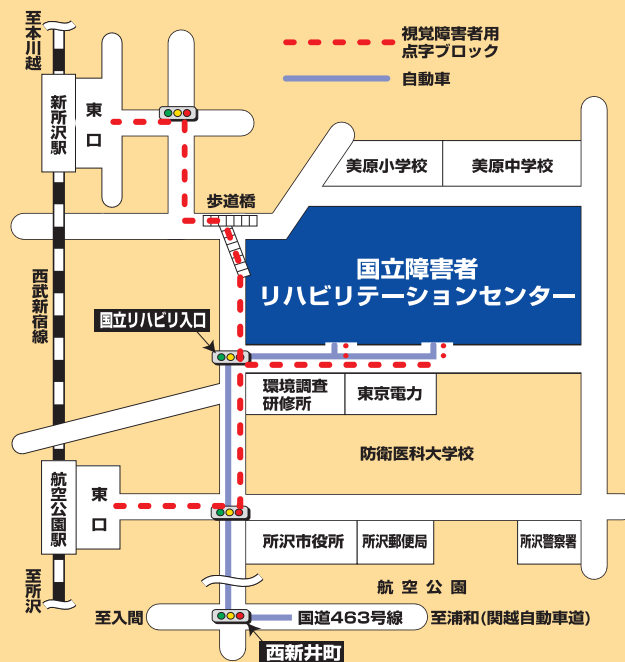 至本川越
視覚障害者用
点字ブロック
自動車
新所沢駅
東口
美原小学校
美原中学校
歩道橋
国立障害者
リハビリテーションセンター
西武新宿線
国立リハビリ入口
環境調査
研修所
東京電力
防衛医科大学校
航空公園駅
東口
所沢市役所
所沢郵便局
所沢警察署
至所沢
航空公園
至入間
国道463号線
至浦和(関越自動車道)
西新井町